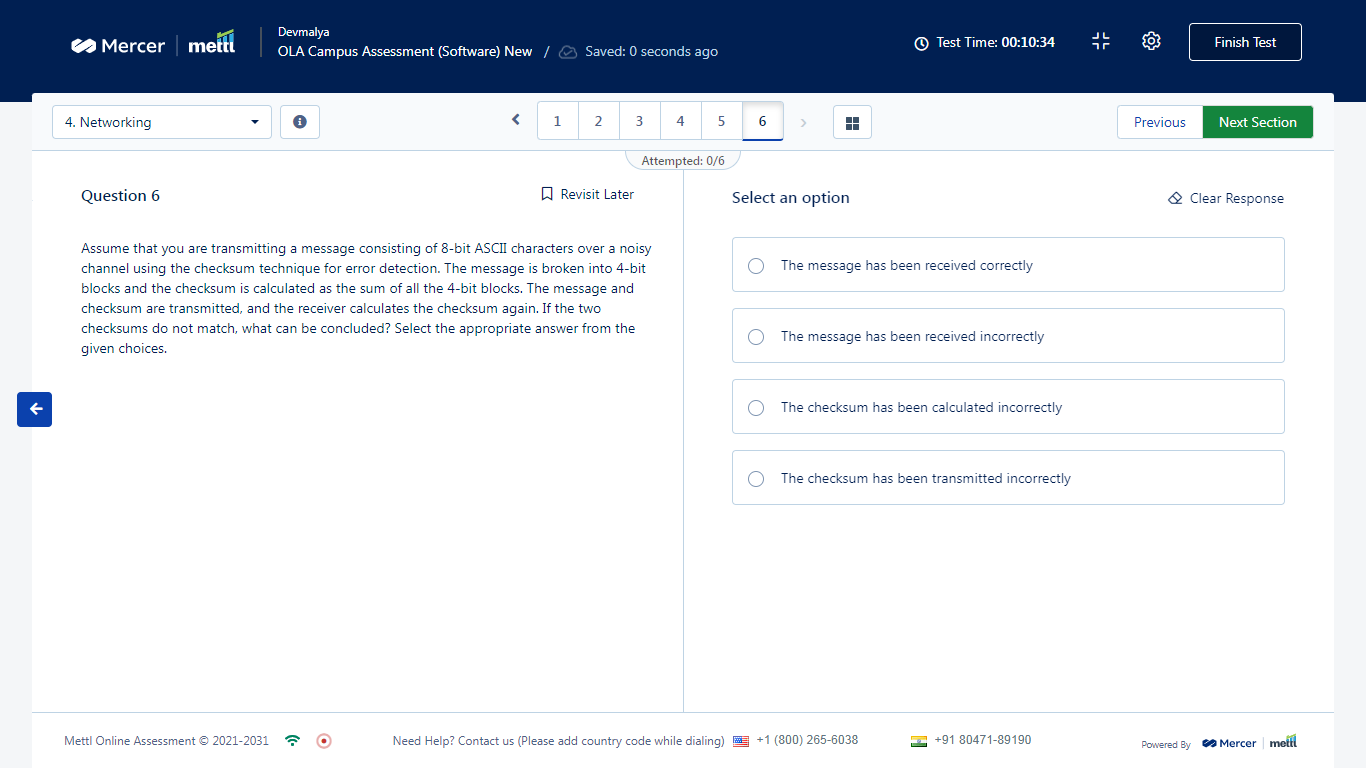 Mercer mettl
Devmalya
OLA Campus Assessment (Software) New / Saved: 0 seconds ago
Test Time: 00:10:34
Finish Test
4. Networking
1 2 3 4 5 6
Previous
Next Section
Attempted: 0/6
Question 6
Revisit Later
Assume that you are transmitting a message consisting of 8-bit ASCII characters over a noisy
channel using the checksum technique for error detection. The message is broken into 4-bit
blocks and the checksum is calculated as the sum of all the 4-bit blocks. The message and
checksum are transmitted, and the receiver calculates the checksum again. If the two
checksums do not match, what can be concluded? Select the appropriate answer from the
given choices.
Select an option
Clear Response
The message has been received correctly
The message has been received incorrectly
The checksum has been calculated incorrectly
The checksum has been transmitted incorrectly
Mettl Online Assessment © 2021-2031
Need Help? Contact us (Please add country code while dialing) +1 (800) 265-6038
+91 80471-89190
Powered By Mercer mettl